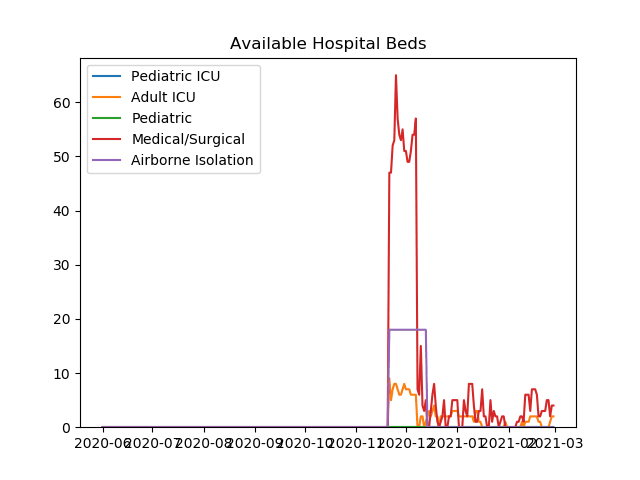 Available Hospital Beds
Pediatric ICU
Adult ICU
Pediatric
Medical/Surgical
Airborne Isolation
60
50
40
30
20
10
0
2020-06
2020-07
2020-08
2020-09
2020-10
2020-11
2020-12
2021-01
2021-02
2021-03